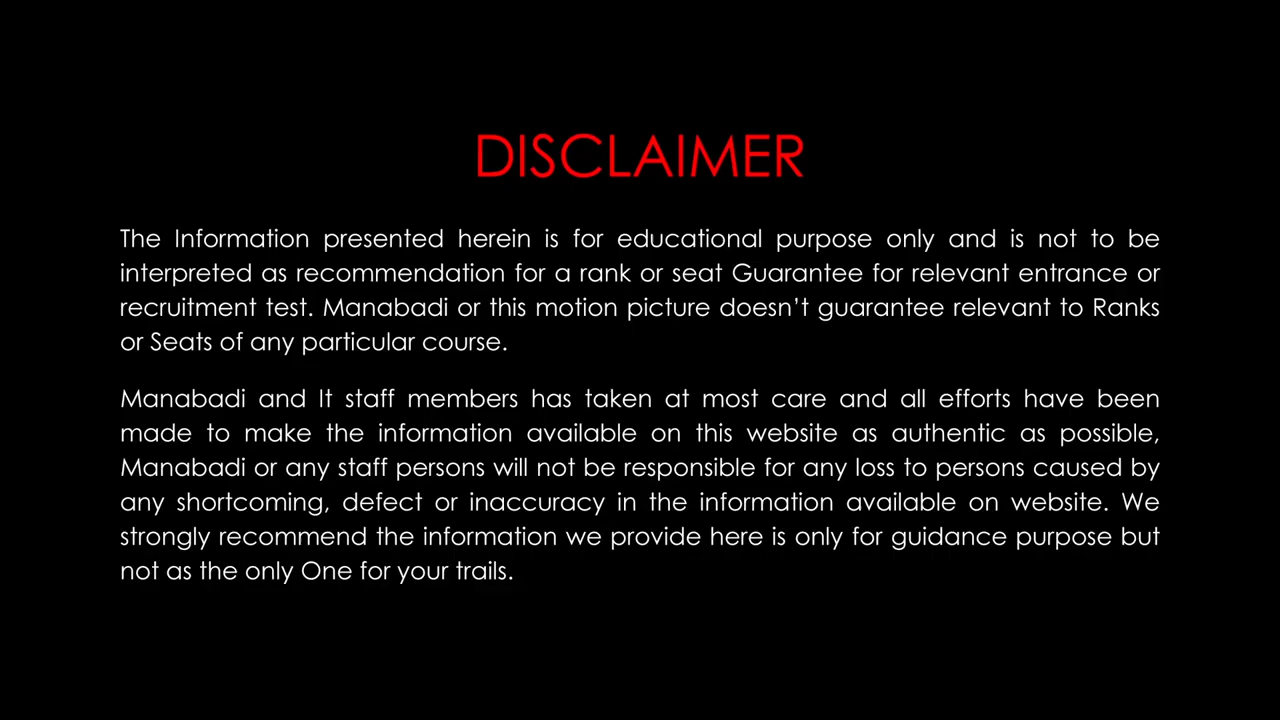 DISCLAIMER
The Information presented herein is for educational purpose only and is not to be
interpreted as recommendation for a rank or seat Guarantee for relevant entrance or
recruitment test. Manabadi or this motion picture doesn’t guarantee relevant to Ranks
or Seats of any particular course.
Manabadi and It staff members has taken at most care and all efforts have been
made to make the information available on this website as authentic as possible,
Manabadi or any staff persons will not be responsible for any loss to persons caused by
any shortcoming, defect or inaccuracy in the information available on website. We
strongly recommend the information we provide here is only for guidance purpose but
not as the only One for your trails.